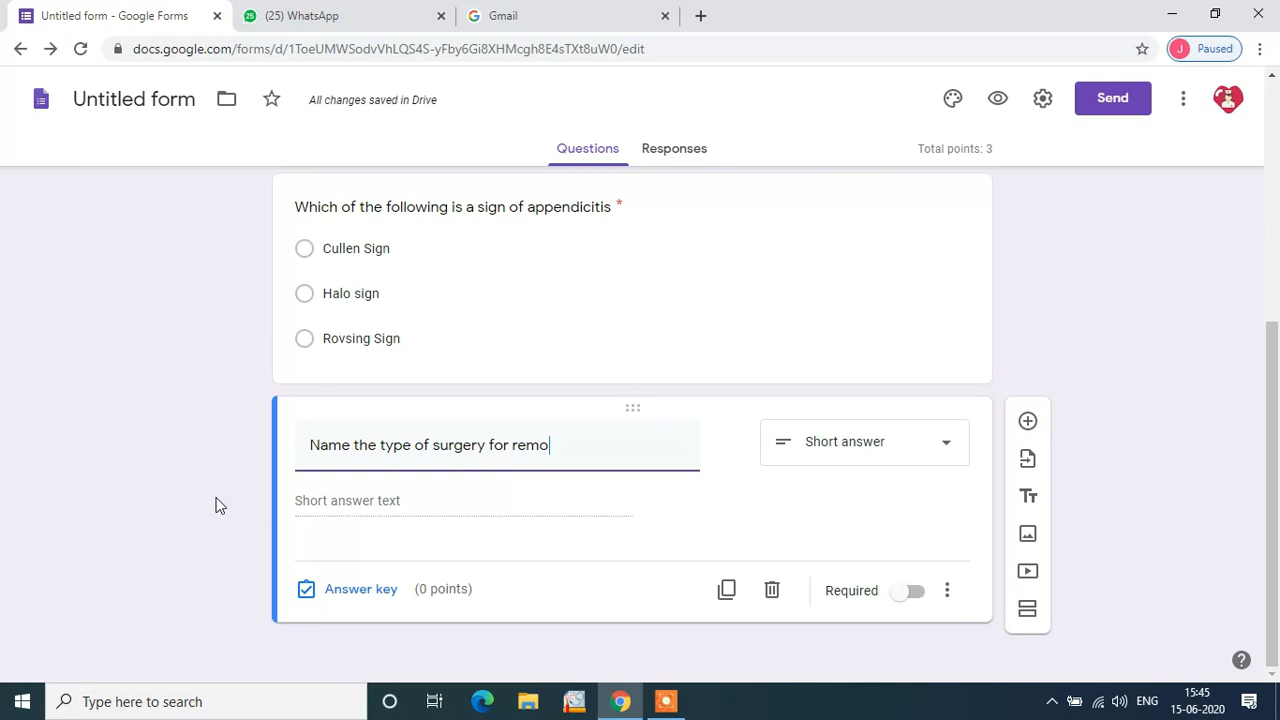 Untitled form - Google Forms
(25) WhatsApp
Gmail
docs.google.com/forms/d/1ToeUMWSodvVhLQS4S-yFby6Gi8XHMcgh8E4sTXt8uW0/edit
J
Paused
Untitled form
All changes saved in Drive
Send
Questions
Responses
Total points: 3
Which of the following is a sign of appendicitis *
Cullen Sign
Halo sign
Rovsing Sign
Name the type of surgery for remo
Short answer
Short answer text
Answer key
(0 points)
Required
Type here to search
ENG
15:45
15-06-2020